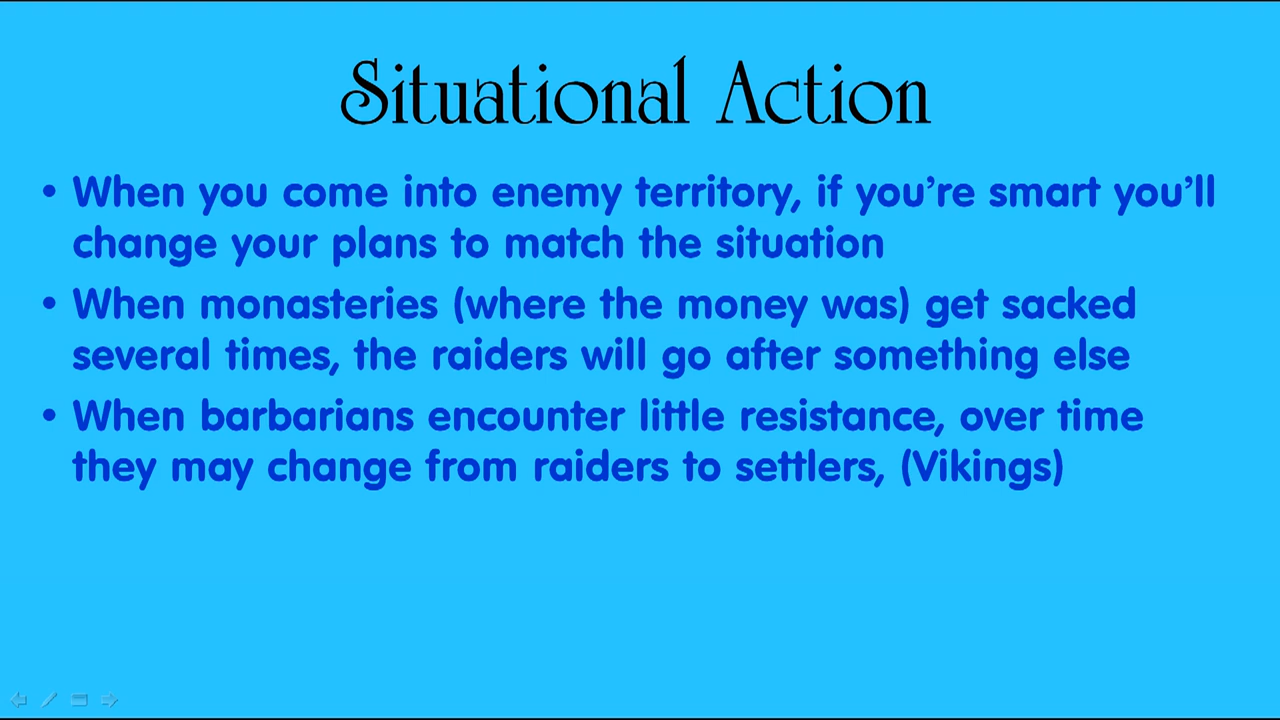 Situational Action
• When you come into enemy territory, if you’re smart you’ll
change your plans to match the situation
• When monasteries (where the money was) get sacked
several times, the raiders will go after something else
• When barbarians encounter little resistance, over time
they may change from raiders to settlers, (Vikings)